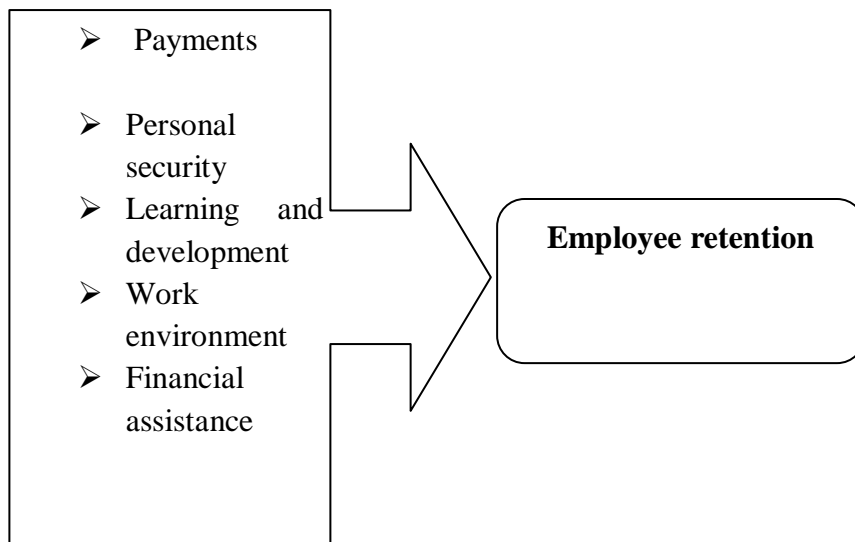 ➢ Payments
➢ Personal
security
➢ Learning and
development
➢ Work
environment
➢ Financial
assistance
Employee retention